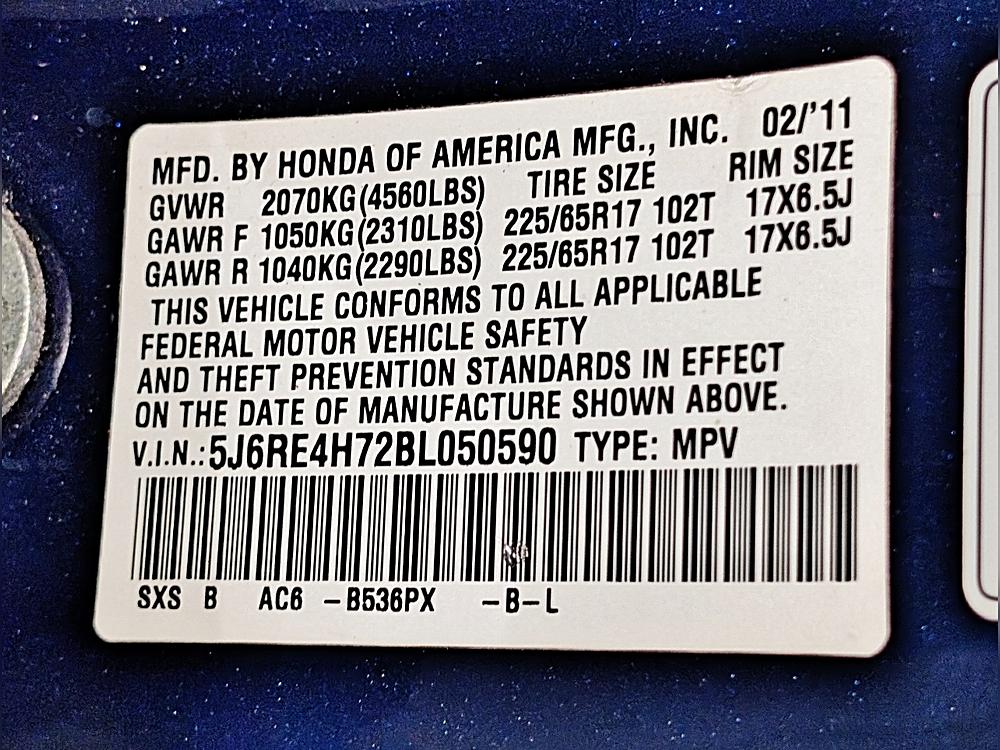 MFD. BY HONDA OF AMERICA MFG., INC. 02/'11
GVWR 2070KG(4560LBS) TIRE SIZE RIM SIZE
GAWR F 1050KG(2310LBS) 225/65R17 102T 17X6.5J
GAWR R 1040KG(2290LBS) 225/65R17 102T 17X6.5J
THIS VEHICLE CONFORMS TO ALL APPLICABLE
FEDERAL MOTOR VEHICLE SAFETY
AND THEFT PREVENTION STANDARDS IN EFFECT
ON THE DATE OF MANUFACTURE SHOWN ABOVE.
V.I.N.:5J6RE4H72BL050590 TYPE: MPV
SXS B AC6 -B536PX -B-L